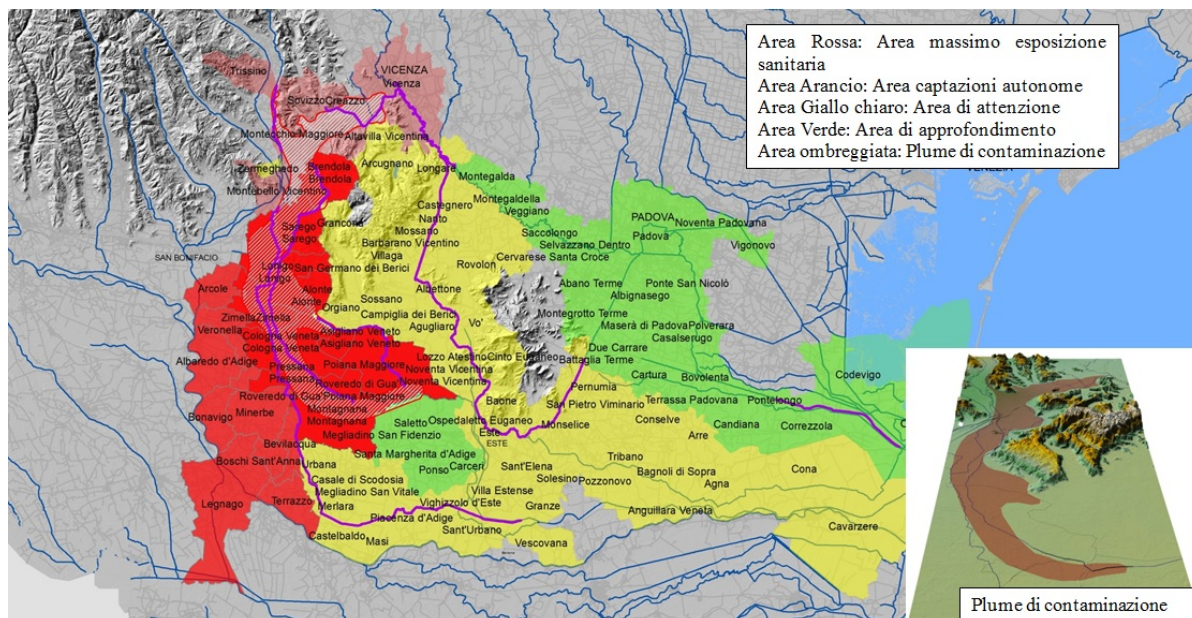 Area Rossa: Area massimo esposizione
sanitaria
Area Arancio: Area captazioni autonome
Area Giallo chiaro: Area di attenzione
Area Verde: Area di approfondimento
Area ombreggiata: Plume di contaminazione
VENEZIA
Trissino
VICENZA
Vicenza
Sovizzo
Creazzo
Montecchio Maggiore
Altavilla Vicentina
Zermeghedo
Brendola
Brendola
Arcugnano
Longare
Montebello Vicentino
Montegalda
Montegaldella
Veggiano
Castegnero
Nanto
Mossano
Grancona
Sarego
Sarego
Barbarano Vicentino
Villaga
Saccolongo
Selvazzano Dentro
PADOVA
Padova
Noventa Padovana
Vigonovo
SAN BONIFACIO
Lonigo
Lonigo
San Germano dei Berici
Rovolon
Cervarese Santa Croce
Arcole
Alonte
Alonte
Orgiano
Sossano
Albettone
Abano Terme
Albignasego
Ponte San Nicolò
Zimella
Zimella
Veronella
Campiglia dei Berici
Agugliaro
Vo'
Montegrotto Terme
Maserà di Padova
Polverara
Casalserugo
Cologna Veneta
Cologna Veneta
Asigliano Veneto
Asigliano Veneto
Albaredo d'Adige
Lozzo Atestino
Cinto Euganeo
Due Carrare
Battaglia Terme
Pressana
Pressana
Poiana Maggiore
Noventa Vicentina
Noventa Vicentina
Cartura
Bovolenta
Codevigo
Roveredo di Gua
Roveredo di Gua'
Poiana Maggiore
Pernumia
Baone
San Pietro Viminario
Terrassa Padovana
Pontelongo
Bonavigo
Minerbe
Montagnana
Montagnana
Saletto
Ospedaletto Euganeo
Este
ESTE
Monselice
Conselve
Candiana
Correzzola
Megliadino San Fidenzio
Arre
Bevilacqua
Santa Margherita d'Adige
Boschi Sant'Anna
Urbana
Ponso
Carceri
Sant'Elena
Tribano
Bagnoli di Sopra
Cona
Casale di Scodosia
Solesino
Pozzonovo
Agna
Megliadino San Vitale
Villa Estense
Legnago
Terrazzo
Merlara
Vighizzolo d'Este
Granze
Anguillara Veneta
Piacenza d'Adige
Sant'Urbano
Cavarzere
Castelbaldo
Masi
Vescovana
Plume di contaminazione